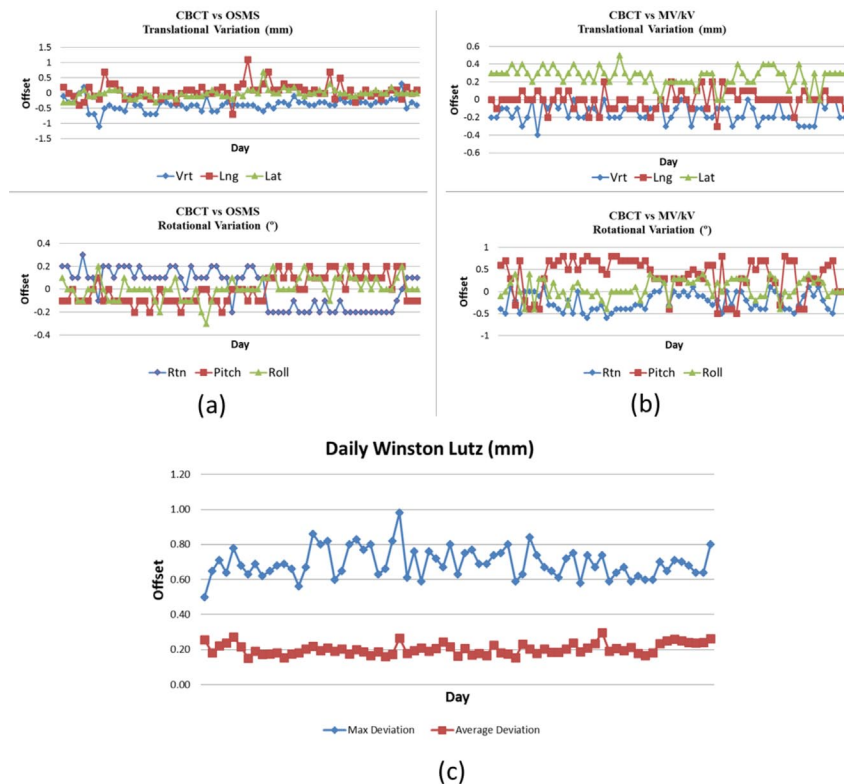 CBCT vs OSMS
Translational Variation (mm)
1.5
1
0.5
0
-0.5
-1
-1.5
Offset
Day
Vrt Lng Lat
CBCT vs MV/kV
Translational Variation (mm)
0.6
0.4
0.2
0
-0.2
-0.4
-0.6
Offset
Day
Vrt Lng Lat
CBCT vs OSMS
Rotational Variation (º)
0.4
0.2
0
-0.2
-0.4
Offset
Day
Rtn Pitch Roll
(a)
CBCT vs MV/kV
Rotational Variation (º)
1
0.5
0
-0.5
-1
Offset
Day
Rtn Pitch Roll
(b)
Daily Winston Lutz (mm)
1.20
1.00
0.80
0.60
0.40
0.20
0.00
Offset
Day
Max Deviation Average Deviation
(c)